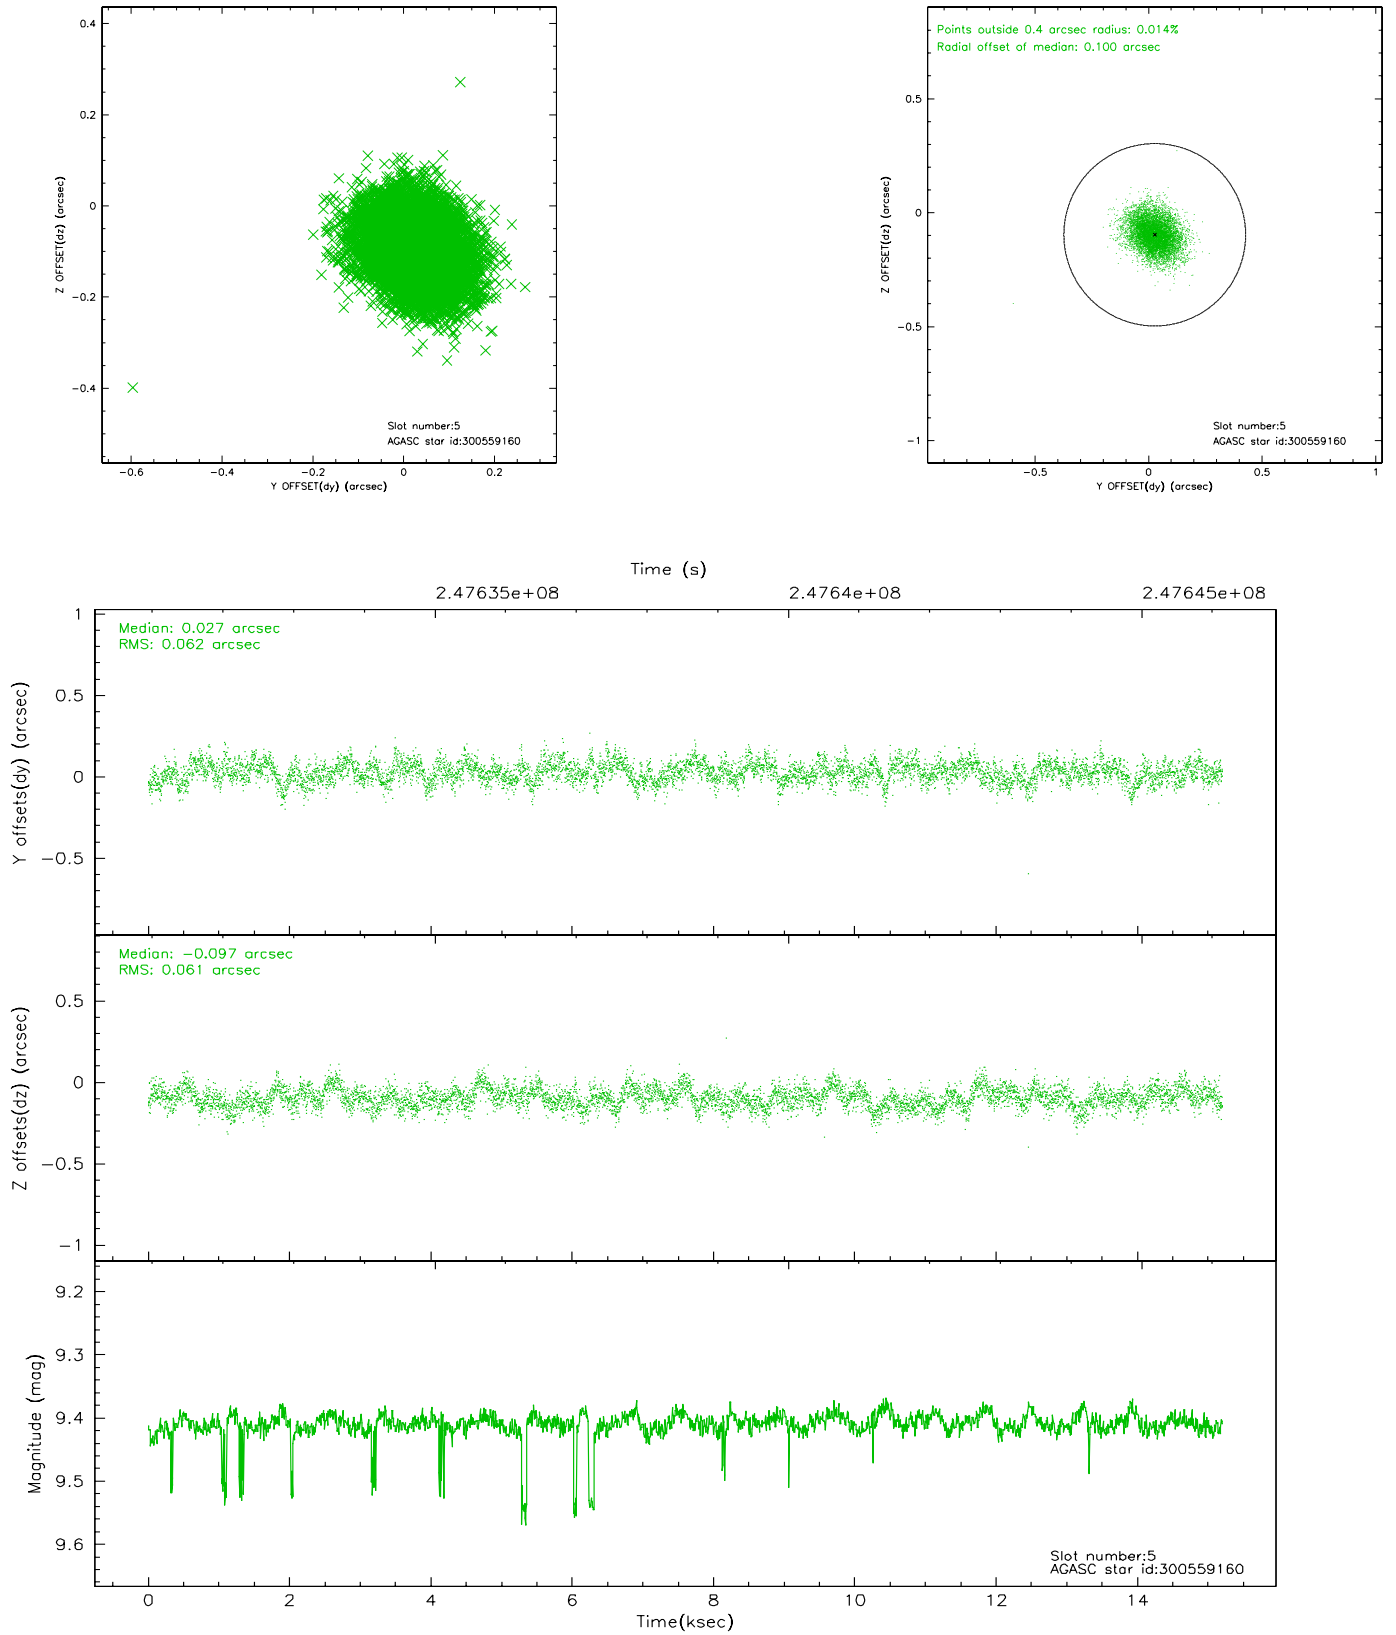 0.4
0.2
0
−0.2
−0.4
Z OFFSET(dz) (arcsec)
Slot number:5
AGASC star id:300559160
−0.6 −0.4 −0.2 0 0.2
Y OFFSET(dy) (arcsec)
Points outside 0.4 arcsec radius: 0.014%
Radial offset of median: 0.100 arcsec
0.5
0
−0.5
−1
Z OFFSET(dz) (arcsec)
Slot number:5
AGASC star id:300559160
−0.5 0 0.5 1
Y OFFSET(dy) (arcsec)
Time (s)
2.47635e+08 2.4764e+08 2.47645e+08
Median: 0.027 arcsec
RMS: 0.062 arcsec
1
0.5
0
−0.5
Y offsets(dy) (arcsec)
Median: −0.097 arcsec
RMS: 0.061 arcsec
0.5
0
−0.5
−1
Z offsets(dz) (arcsec)
9.2
9.3
9.4
9.5
9.6
Magnitude (mag)
Slot number:5
AGASC star id:300559160
0 2 4 6 8 10 12 14
Time(ksec)